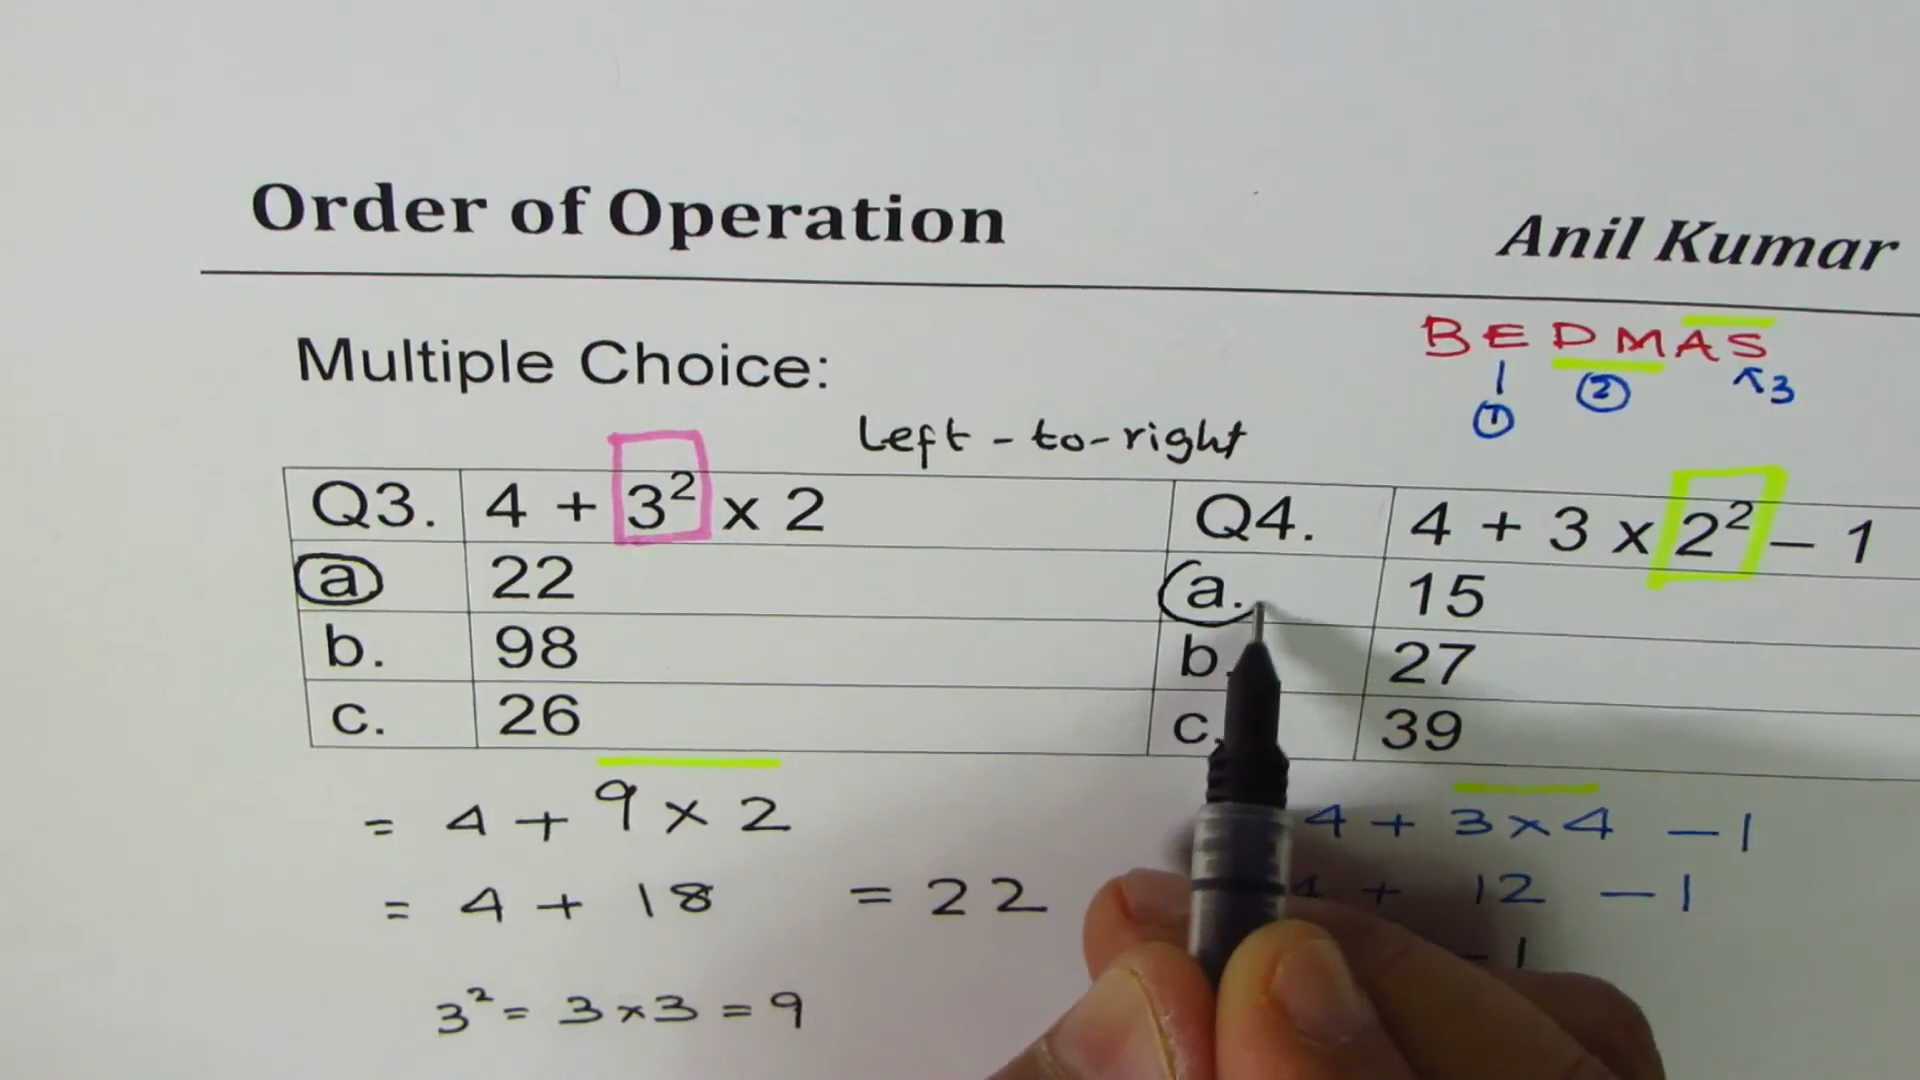 Order of Operation
Anil Kumar
BEDMAS
1 2 3
Multiple Choice:
Left-to-right
Q3. 4 + 3² x 2
a 22
b. 98
c. 26
Q4. 4 + 3 x 2² – 1
a. 15
b. 27
c. 39
= 4 + 9 × 2
= 4 + 18 = 22
3² = 3 × 3 = 9
4 + 3 × 4 – 1
4 + 12 – 1
– 1